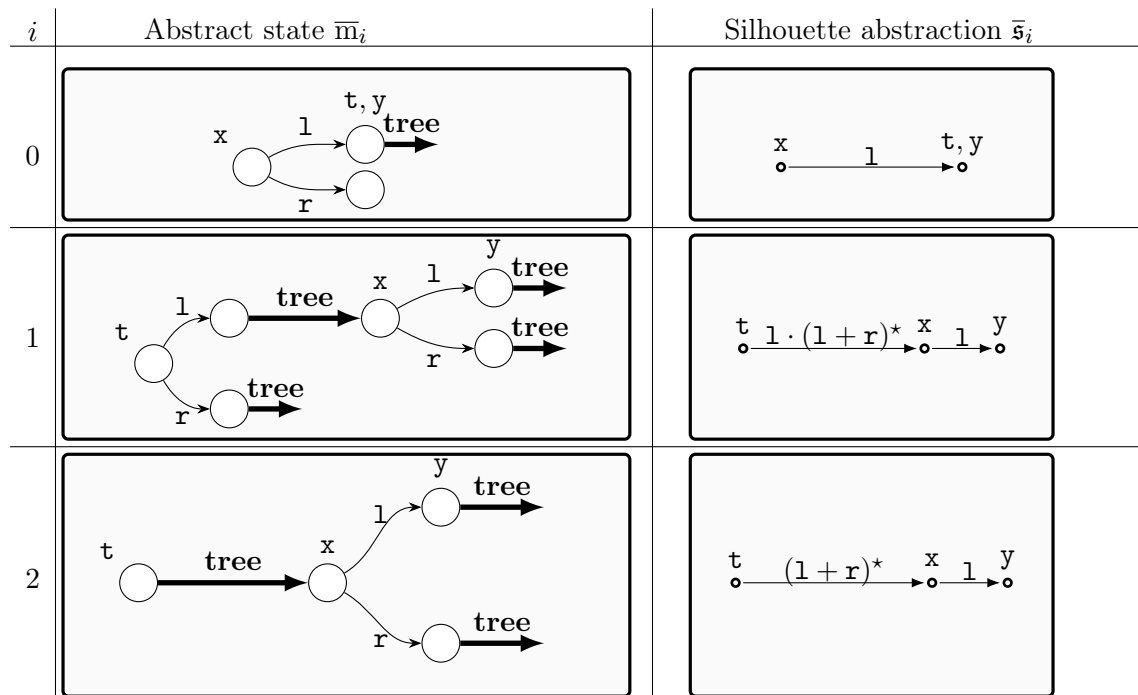 i Abstract state m̅ᵢ Silhouette abstraction 𝔰̅ᵢ
0
t, y
x l tree
r
x l t, y
1
y
l tree x l tree
t
r tree r tree
t l · (l + r)⋆ x l y
2
y
l tree
t tree x
r tree
t (l + r)⋆ x l y